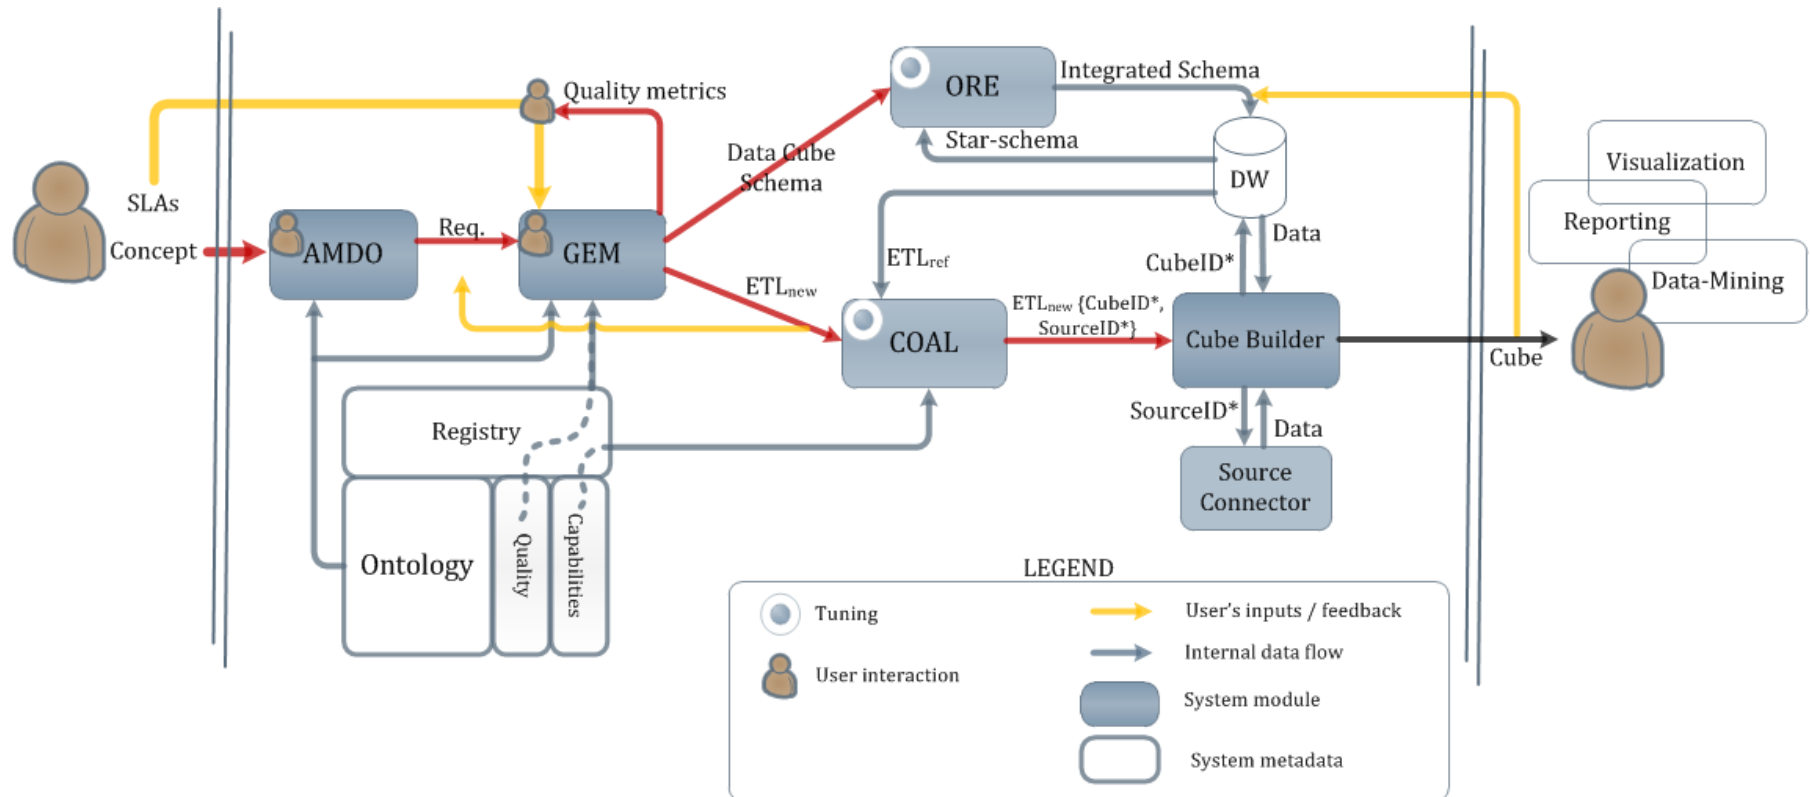 Quality metrics
ORE
Integrated Schema
Star-schema
Data Cube
Schema
DW
Visualization
Reporting
Data-Mining
SLAs
Concept
AMDO
Req.
GEM
ETLnew
ETLref
COAL
ETLnew {CubeID*,
SourceID*}
CubeID*
Data
Cube Builder
Cube
SourceID*
Data
Source
Connector
Registry
Ontology
Quality
Capabilities
LEGEND
Tuning
User interaction
User's inputs / feedback
Internal data flow
System module
System metadata